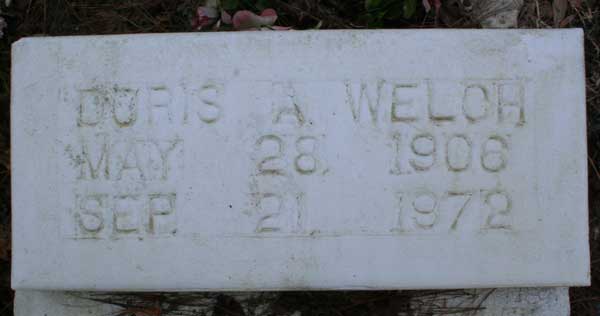 DORIS A WELCH
MAY 28 1906
SEP 21 1972